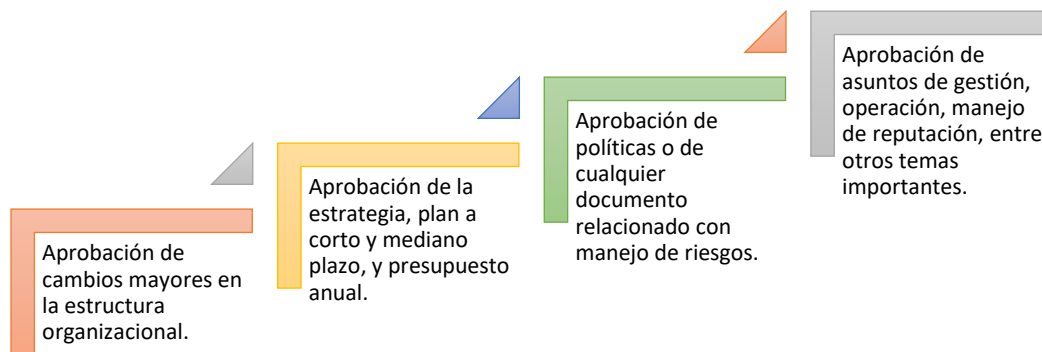 Aprobación de
cambios mayores en
la estructura
organizacional.
Aprobación de la
estrategia, plan a
corto y mediano
plazo, y presupuesto
anual.
Aprobación de
políticas o de
cualquier
documento
relacionado con
manejo de riesgos.
Aprobación de
asuntos de gestión,
operación, manejo
de reputación, entre
otros temas
importantes.